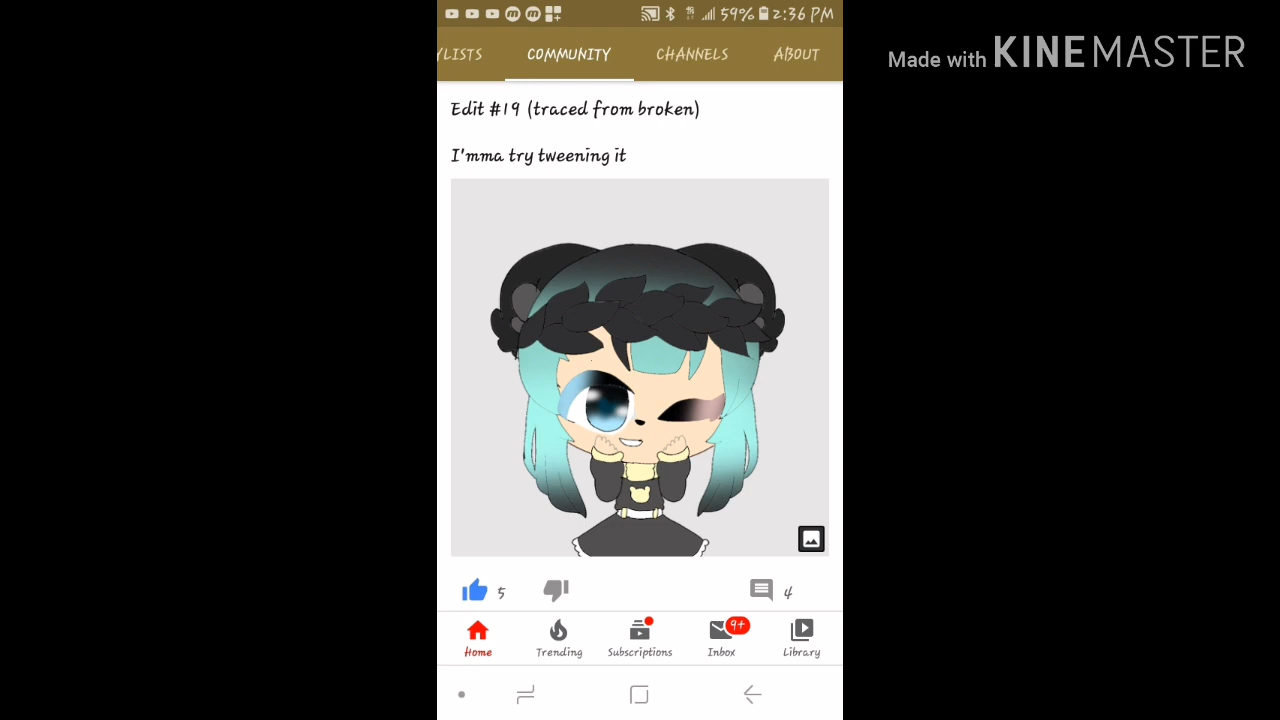 59% 2:36 PM
Made with KINEMASTER
YLISTS COMMUNITY CHANNELS ABOUT
Edit #19 (traced from broken)
I'mma try tweening it
5 4
9+
Home Trending Subscriptions Inbox Library